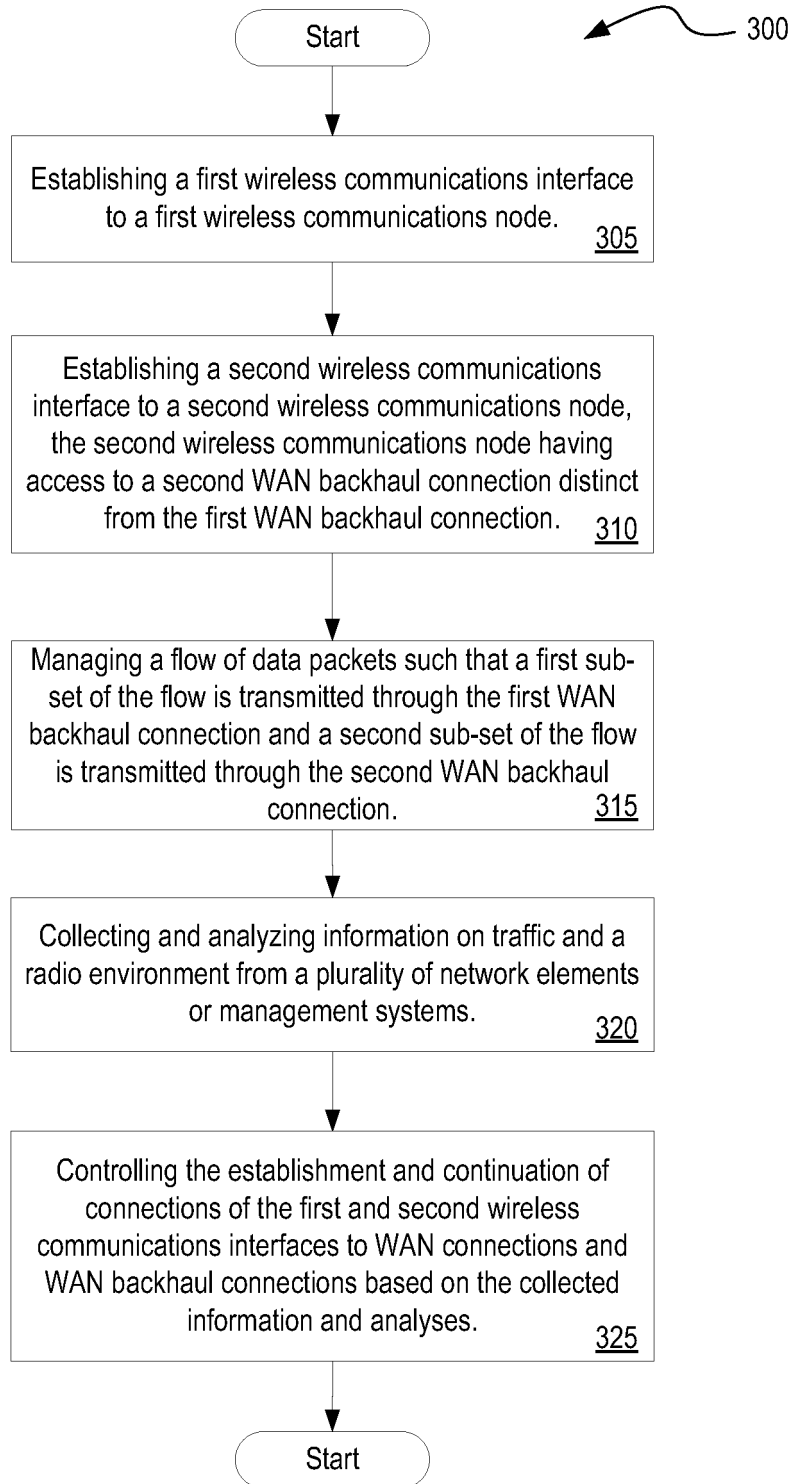 Start
300
Establishing a first wireless communications interface
to a first wireless communications node.
305
Establishing a second wireless communications
interface to a second wireless communications node,
the second wireless communications node having
access to a second WAN backhaul connection distinct
from the first WAN backhaul connection.
310
Managing a flow of data packets such that a first sub-
set of the flow is transmitted through the first WAN
backhaul connection and a second sub-set of the flow
is transmitted through the second WAN backhaul
connection.
315
Collecting and analyzing information on traffic and a
radio environment from a plurality of network elements
or management systems.
320
Controlling the establishment and continuation of
connections of the first and second wireless
communications interfaces to WAN connections and
WAN backhaul connections based on the collected
information and analyses.
325
Start